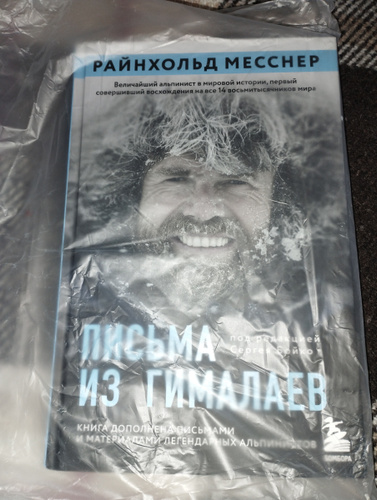 РАЙНХОЛЬД МЕССНЕР
Величайший альпинист в мировой истории, первый
совершивший восхождения на все 14 восьмитысячников мира
ПИСЬМА
под редакцией
Сергея Бойко
ИЗ ГИМАЛАЕВ
КНИГА ДОПОЛНЕНА ПИСЬМАМИ
И МАТЕРИАЛАМИ ЛЕГЕНДАРНЫХ АЛЬПИНИСТОВ
БОМБОРА